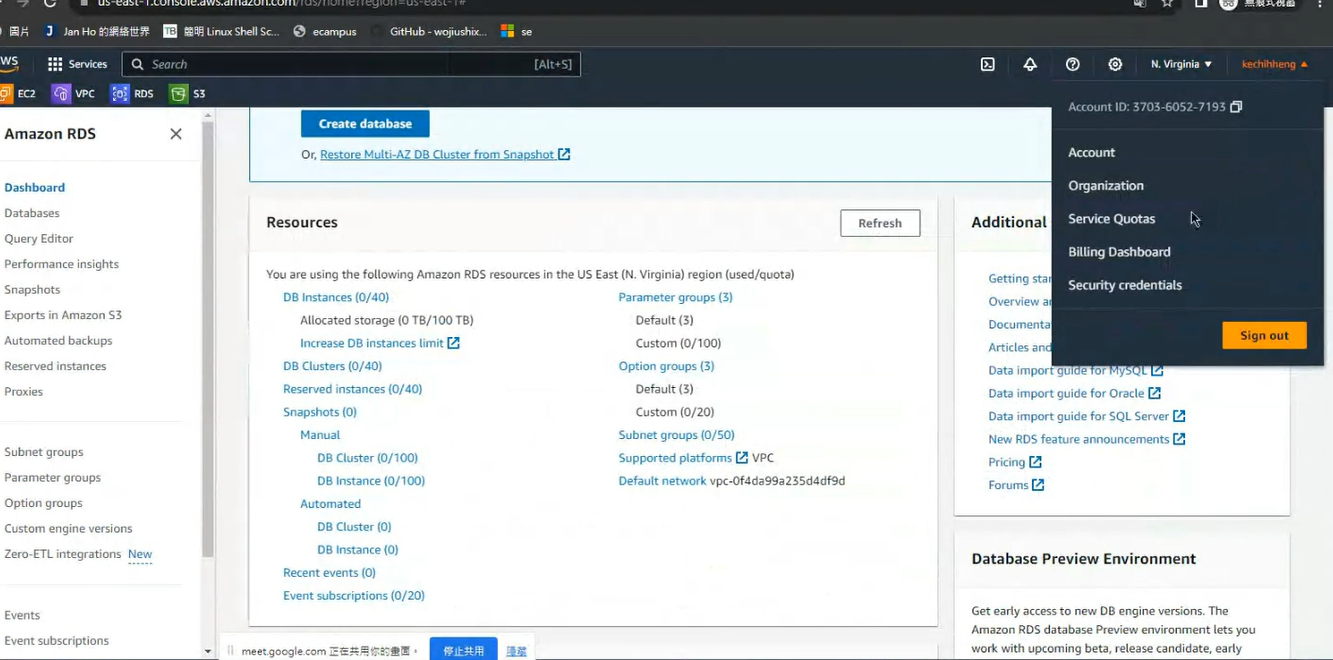 us-east-1.console.aws.amazon.com/rds/home?region=us-east-1#
無痕式視窗
圖片 J Jan Ho 的網絡世界 TB 簡明 Linux Shell Sc... ecampus GitHub - wojiushix... se
Services Search [Alt+S] N. Virginia ▼ kechihheng ▲
EC2 VPC RDS S3
Amazon RDS
Dashboard
Databases
Query Editor
Performance insights
Snapshots
Exports in Amazon S3
Automated backups
Reserved instances
Proxies
Subnet groups
Parameter groups
Option groups
Custom engine versions
Zero-ETL integrations New
Events
Event subscriptions
Create database
Or, Restore Multi-AZ DB Cluster from Snapshot
Resources
Refresh
You are using the following Amazon RDS resources in the US East (N. Virginia) region (used/quota)
DB Instances (0/40)
Allocated storage (0 TB/100 TB)
Increase DB instances limit
DB Clusters (0/40)
Reserved instances (0/40)
Snapshots (0)
Manual
DB Cluster (0/100)
DB Instance (0/100)
Automated
DB Cluster (0)
DB Instance (0)
Recent events (0)
Event subscriptions (0/20)
Parameter groups (3)
Default (3)
Custom (0/100)
Option groups (3)
Default (3)
Custom (0/20)
Subnet groups (0/50)
Supported platforms VPC
Default network vpc-0f4da99a235d4df9d
Account ID: 3703-6052-7193
Account
Organization
Service Quotas
Billing Dashboard
Security credentials
Sign out
Additional
Getting star
Overview a
Documenta
Articles and
Data import guide for MySQL
Data import guide for Oracle
Data import guide for SQL Server
New RDS feature announcements
Pricing
Forums
Database Preview Environment
Get early access to new DB engine versions. The
Amazon RDS database Preview environment lets you
work with upcoming beta, release candidate, early
meet.google.com 正在共用你的畫面。 停止共用 隱藏